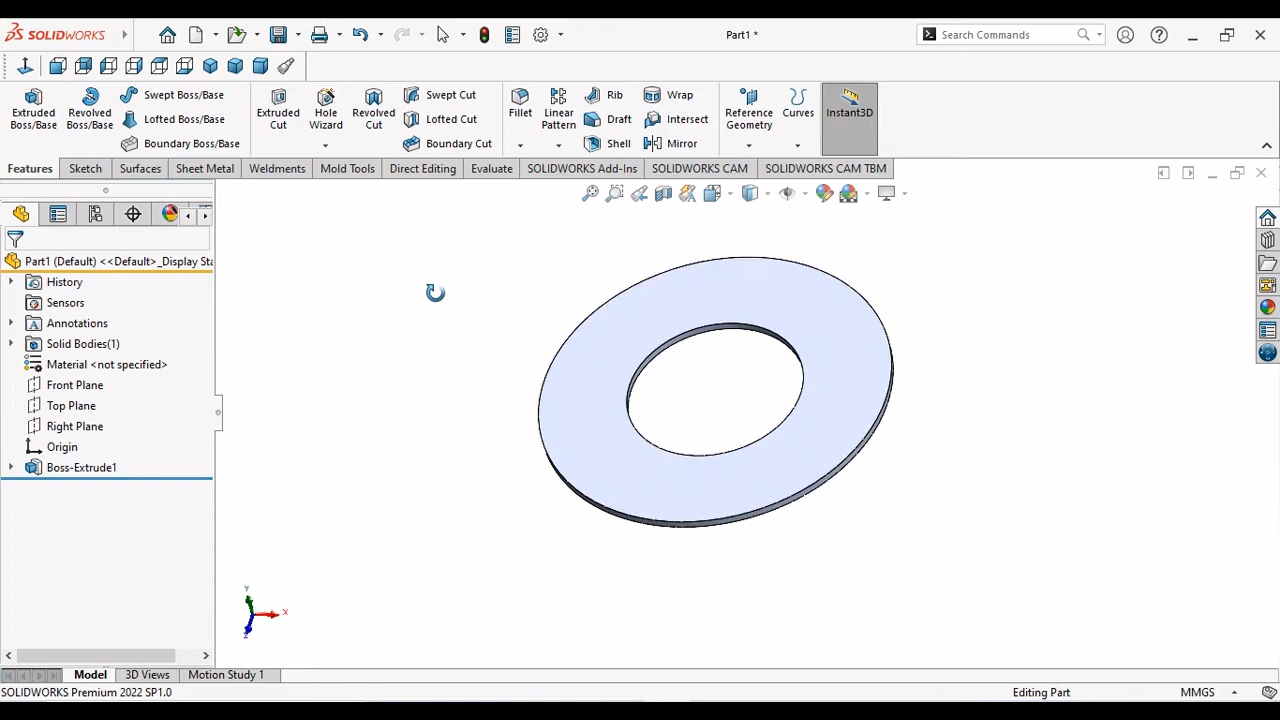 SOLIDWORKS
Part1 *
Search Commands
Extruded Boss/Base
Revolved Boss/Base
Swept Boss/Base
Lofted Boss/Base
Boundary Boss/Base
Extruded Cut
Hole Wizard
Revolved Cut
Swept Cut
Lofted Cut
Boundary Cut
Fillet
Linear Pattern
Rib
Draft
Shell
Wrap
Intersect
Mirror
Reference Geometry
Curves
Instant3D
Features
Sketch
Surfaces
Sheet Metal
Weldments
Mold Tools
Direct Editing
Evaluate
SOLIDWORKS Add-Ins
SOLIDWORKS CAM
SOLIDWORKS CAM TBM
Part1 (Default) <<Default>_Display Sta
History
Sensors
Annotations
Solid Bodies(1)
Material <not specified>
Front Plane
Top Plane
Right Plane
Origin
Boss-Extrude1
Y
X
Z
Model
3D Views
Motion Study 1
SOLIDWORKS Premium 2022 SP1.0
Editing Part
MMGS